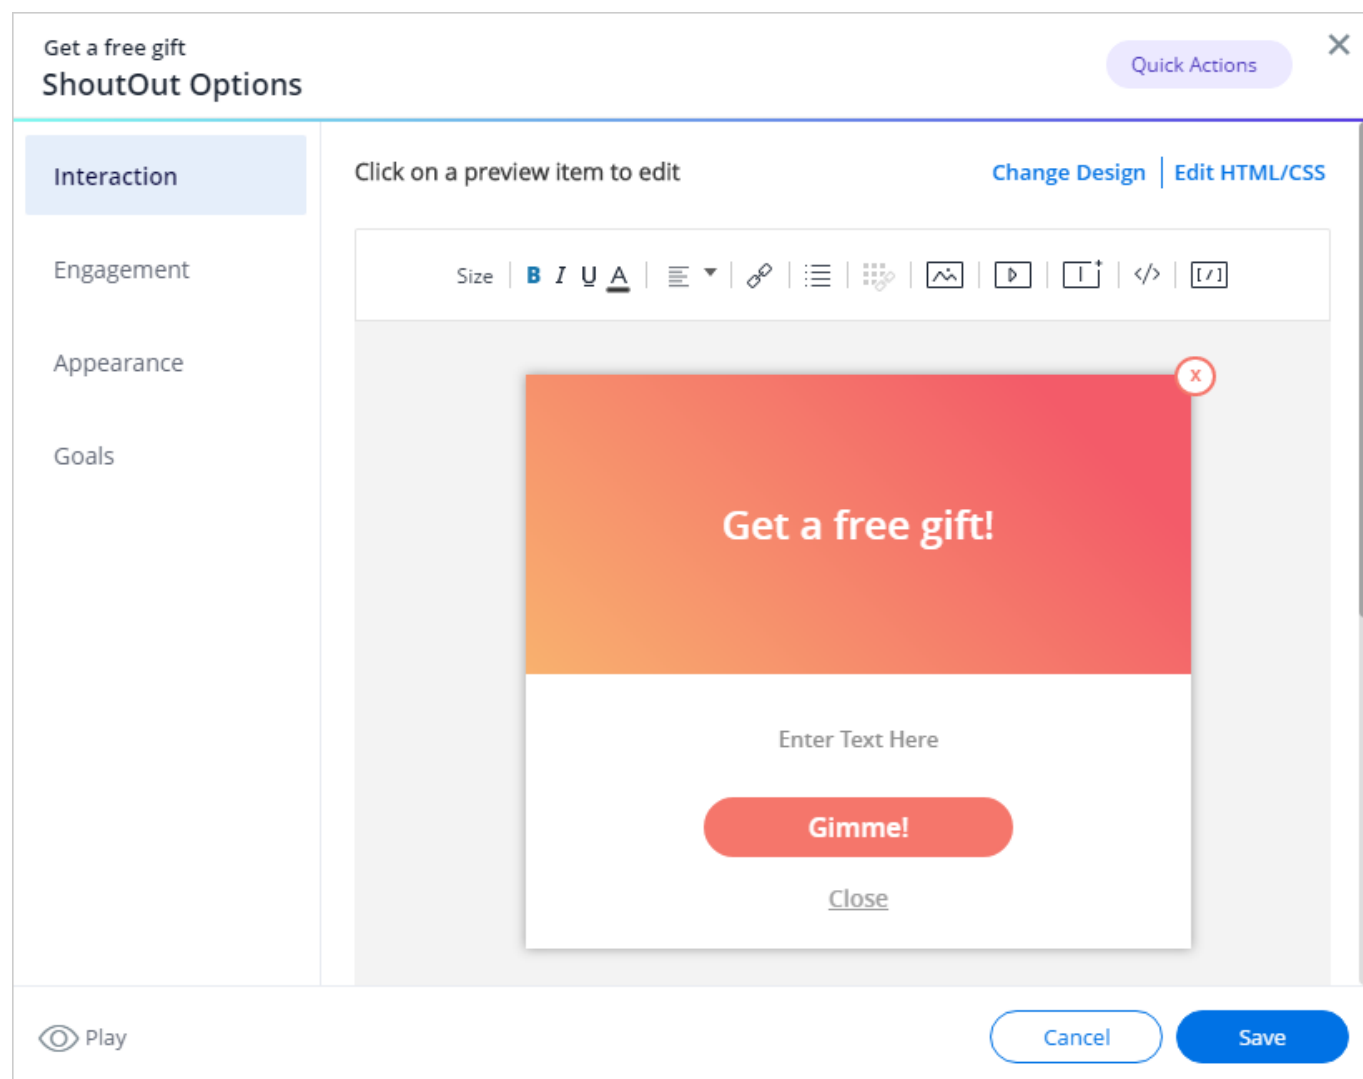 Get a free gift
ShoutOut Options
Quick Actions
Interaction
Engagement
Appearance
Goals
Click on a preview item to edit
Change Design | Edit HTML/CSS
Size B I U A </> [/]
X
Get a free gift!
Enter Text Here
Gimme!
Close
Play
Cancel
Save